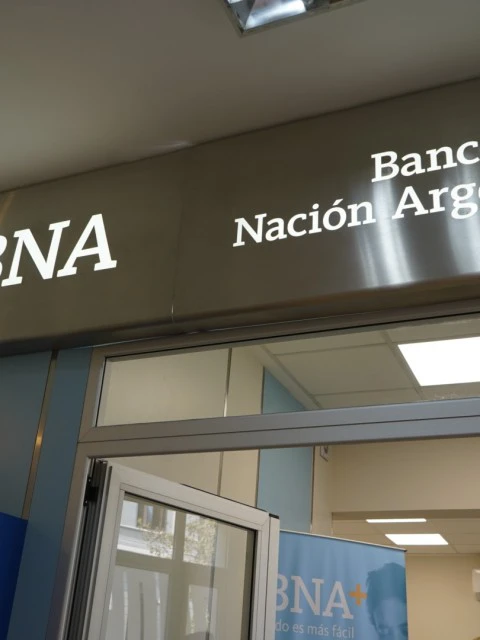 BNA
Banc
Nación Arge
BNA+
do es más fácil